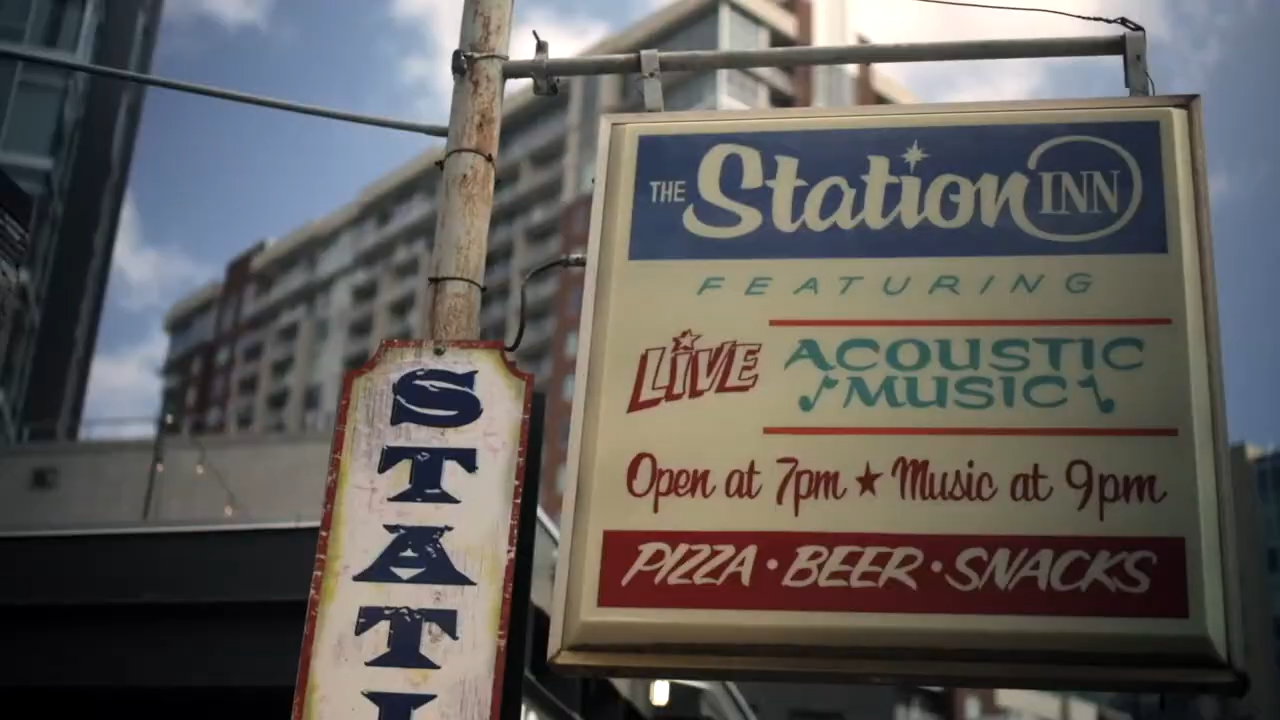 THE Station INN
FEATURING
LIVE ACOUSTIC
MUSIC
Open at 7pm ★ Music at 9pm
PIZZA · BEER · SNACKS
S
T
A
T
I